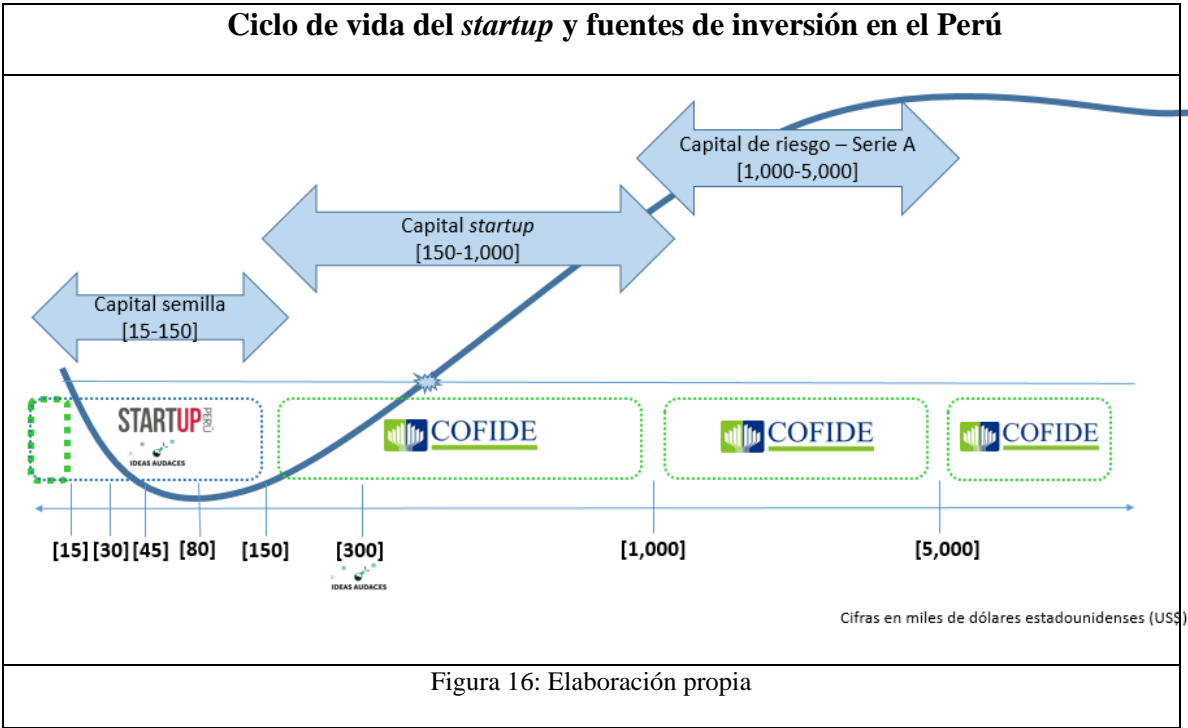 Ciclo de vida del startup y fuentes de inversión en el Perú
Capital de riesgo – Serie A
[1,000-5,000]
Capital startup
[150-1,000]
Capital semilla
[15-150]
STARTUP PERÚ
IDEAS AUDACES
COFIDE
COFIDE
COFIDE
[15] [30] [45] [80] [150] [300] [1,000] [5,000]
IDEAS AUDACES
Cifras en miles de dólares estadounidenses (US$)
Figura 16: Elaboración propia